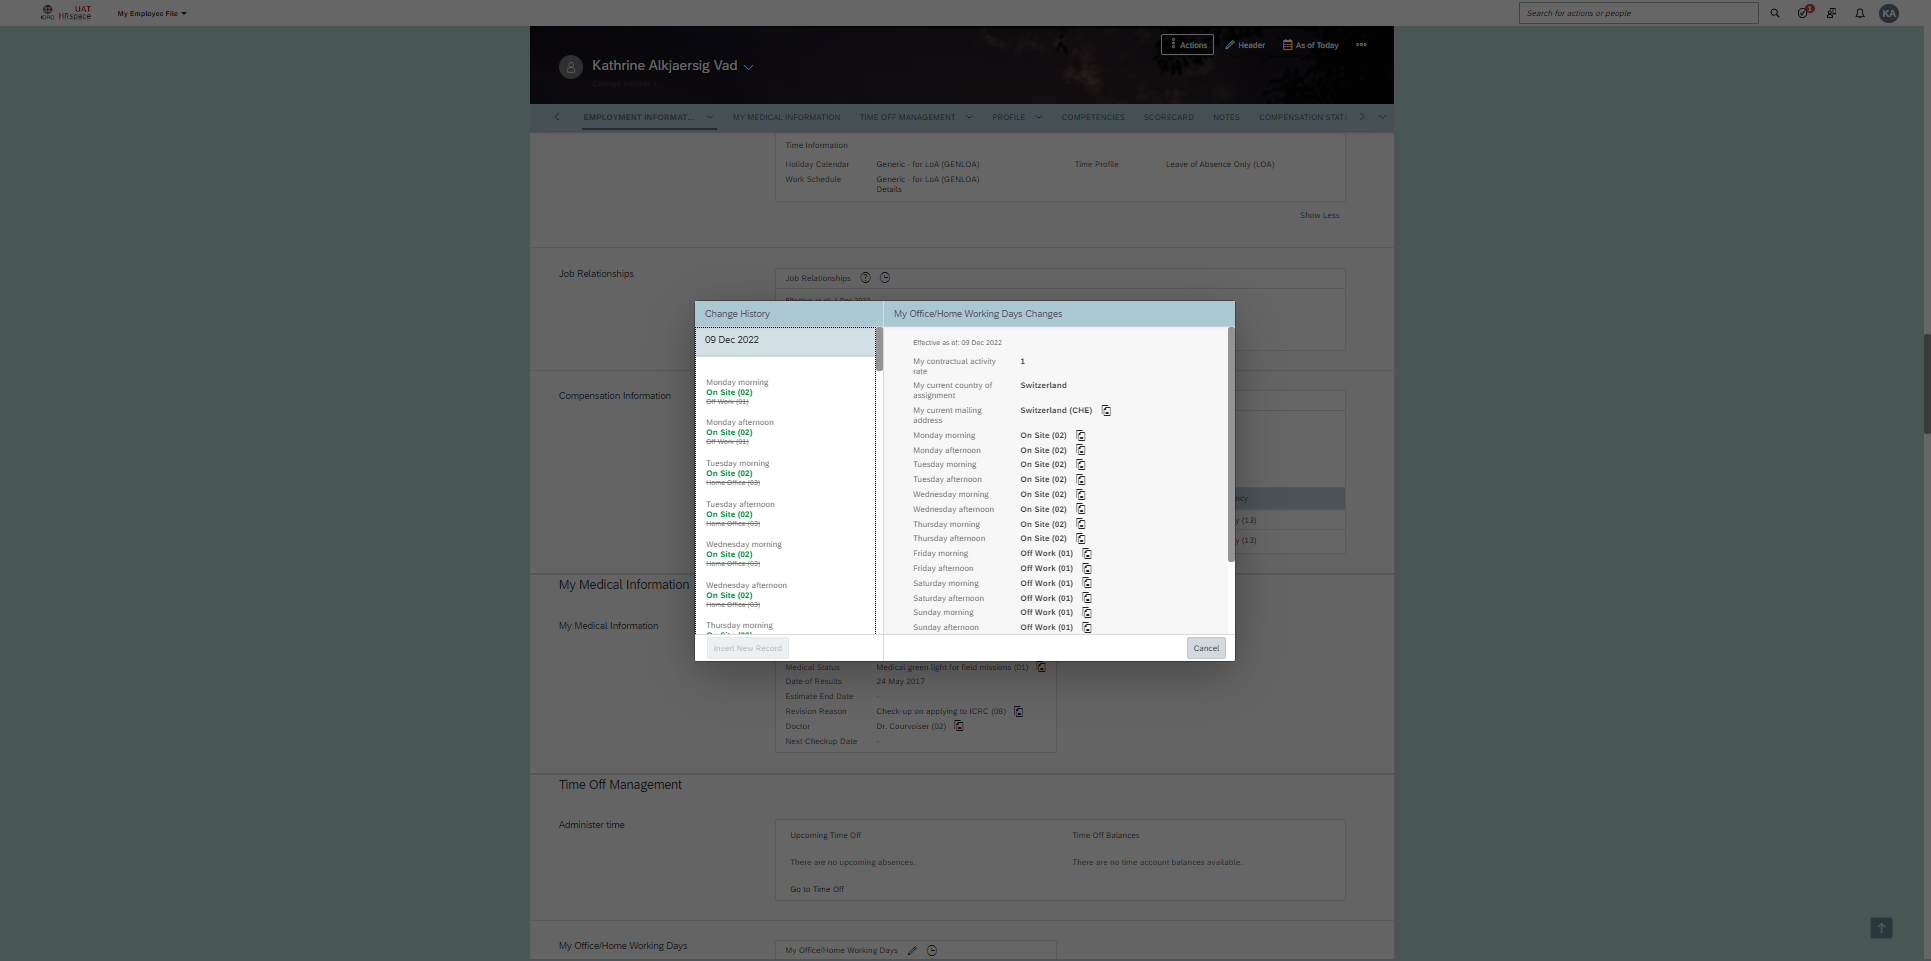 ICRC
UAT
HRspace
My Employee File
Search for actions or people
1
KA
Actions
Header
As of Today
Kathrine Alkjaersig Vad
EMPLOYMENT INFORMAT...
MY MEDICAL INFORMATION
TIME OFF MANAGEMENT
PROFILE
COMPETENCIES
SCORECARD
NOTES
COMPENSATION STAT
Time Information
Holiday Calendar
Generic - for LoA (GENLOA)
Time Profile
Leave of Absence Only (LOA)
Work Schedule
Generic - for LoA (GENLOA)
Details
Show Less
Job Relationships
Job Relationships
Compensation Information
ncy
y (13)
y (13)
Change History
09 Dec 2022
Monday morning
On Site (02)
Off Work (01)
Monday afternoon
On Site (02)
Off Work (01)
Tuesday morning
On Site (02)
Home Office (03)
Tuesday afternoon
On Site (02)
Home Office (03)
Wednesday morning
On Site (02)
Home Office (03)
Wednesday afternoon
On Site (02)
Home Office (03)
Thursday morning
On Site (02)
Insert New Record
My Office/Home Working Days Changes
Effective as of: 09 Dec 2022
My contractual activity
rate
1
My current country of
assignment
Switzerland
My current mailing
address
Switzerland (CHE)
Monday morning
On Site (02)
Monday afternoon
On Site (02)
Tuesday morning
On Site (02)
Tuesday afternoon
On Site (02)
Wednesday morning
On Site (02)
Wednesday afternoon
On Site (02)
Thursday morning
On Site (02)
Thursday afternoon
On Site (02)
Friday morning
Off Work (01)
Friday afternoon
Off Work (01)
Saturday morning
Off Work (01)
Saturday afternoon
Off Work (01)
Sunday morning
Off Work (01)
Sunday afternoon
Off Work (01)
Cancel
My Medical Information
My Medical Information
Medical Status
Medical green light for field missions (01)
Date of Results
24 May 2017
Estimate End Date
-
Revision Reason
Check-up on applying to ICRC (08)
Doctor
Dr. Courvoiser (02)
Next Checkup Date
-
Time Off Management
Administer time
Upcoming Time Off
Time Off Balances
There are no upcoming absences.
There are no time account balances available.
Go to Time Off
My Office/Home Working Days
My Office/Home Working Days